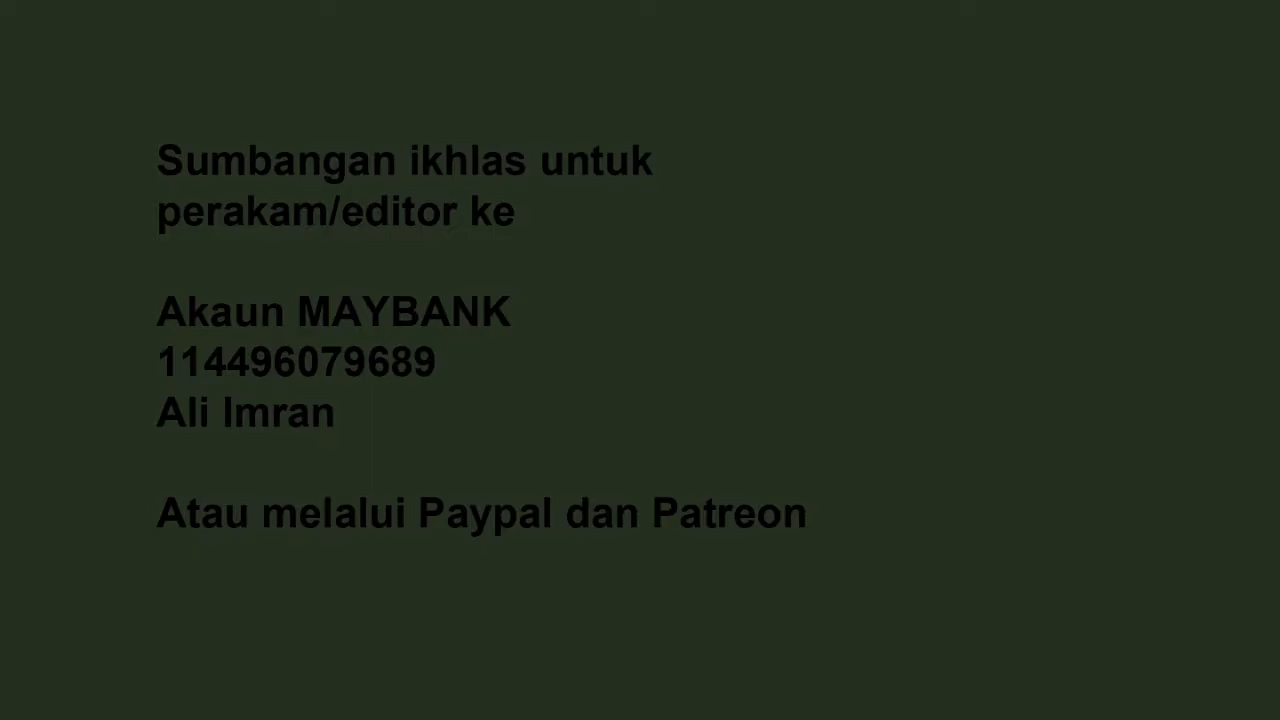 Sumbangan ikhlas untuk
perakam/editor ke
Akaun MAYBANK
114496079689
Ali Imran
Atau melalui Paypal dan Patreon